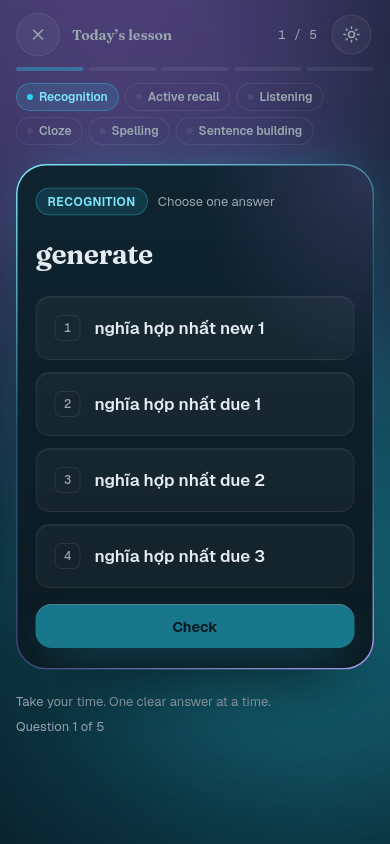 Today's lesson
1 / 5
Recognition
Active recall
Listening
Cloze
Spelling
Sentence building
RECOGNITION
Choose one answer
generate
1 nghĩa hợp nhất new 1
2 nghĩa hợp nhất due 1
3 nghĩa hợp nhất due 2
4 nghĩa hợp nhất due 3
Check
Take your time. One clear answer at a time.
Question 1 of 5